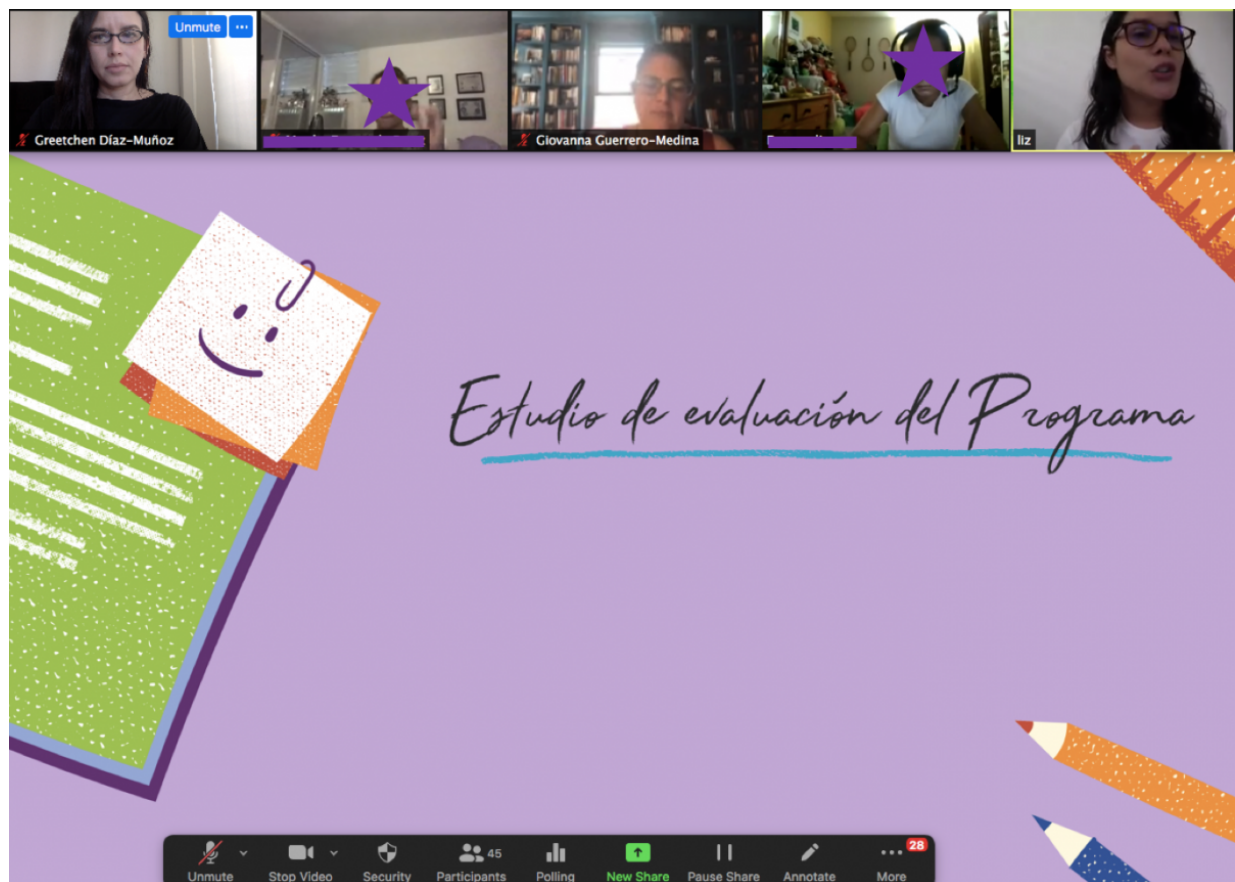 Unmute
Greetchen Díaz-Muñoz
Giovanna Guerrero-Medina
liz
Estudio de evaluación del Programa
Unmute
Stop Video
Security
45
Participants
Polling
New Share
Pause Share
Annotate
28
More